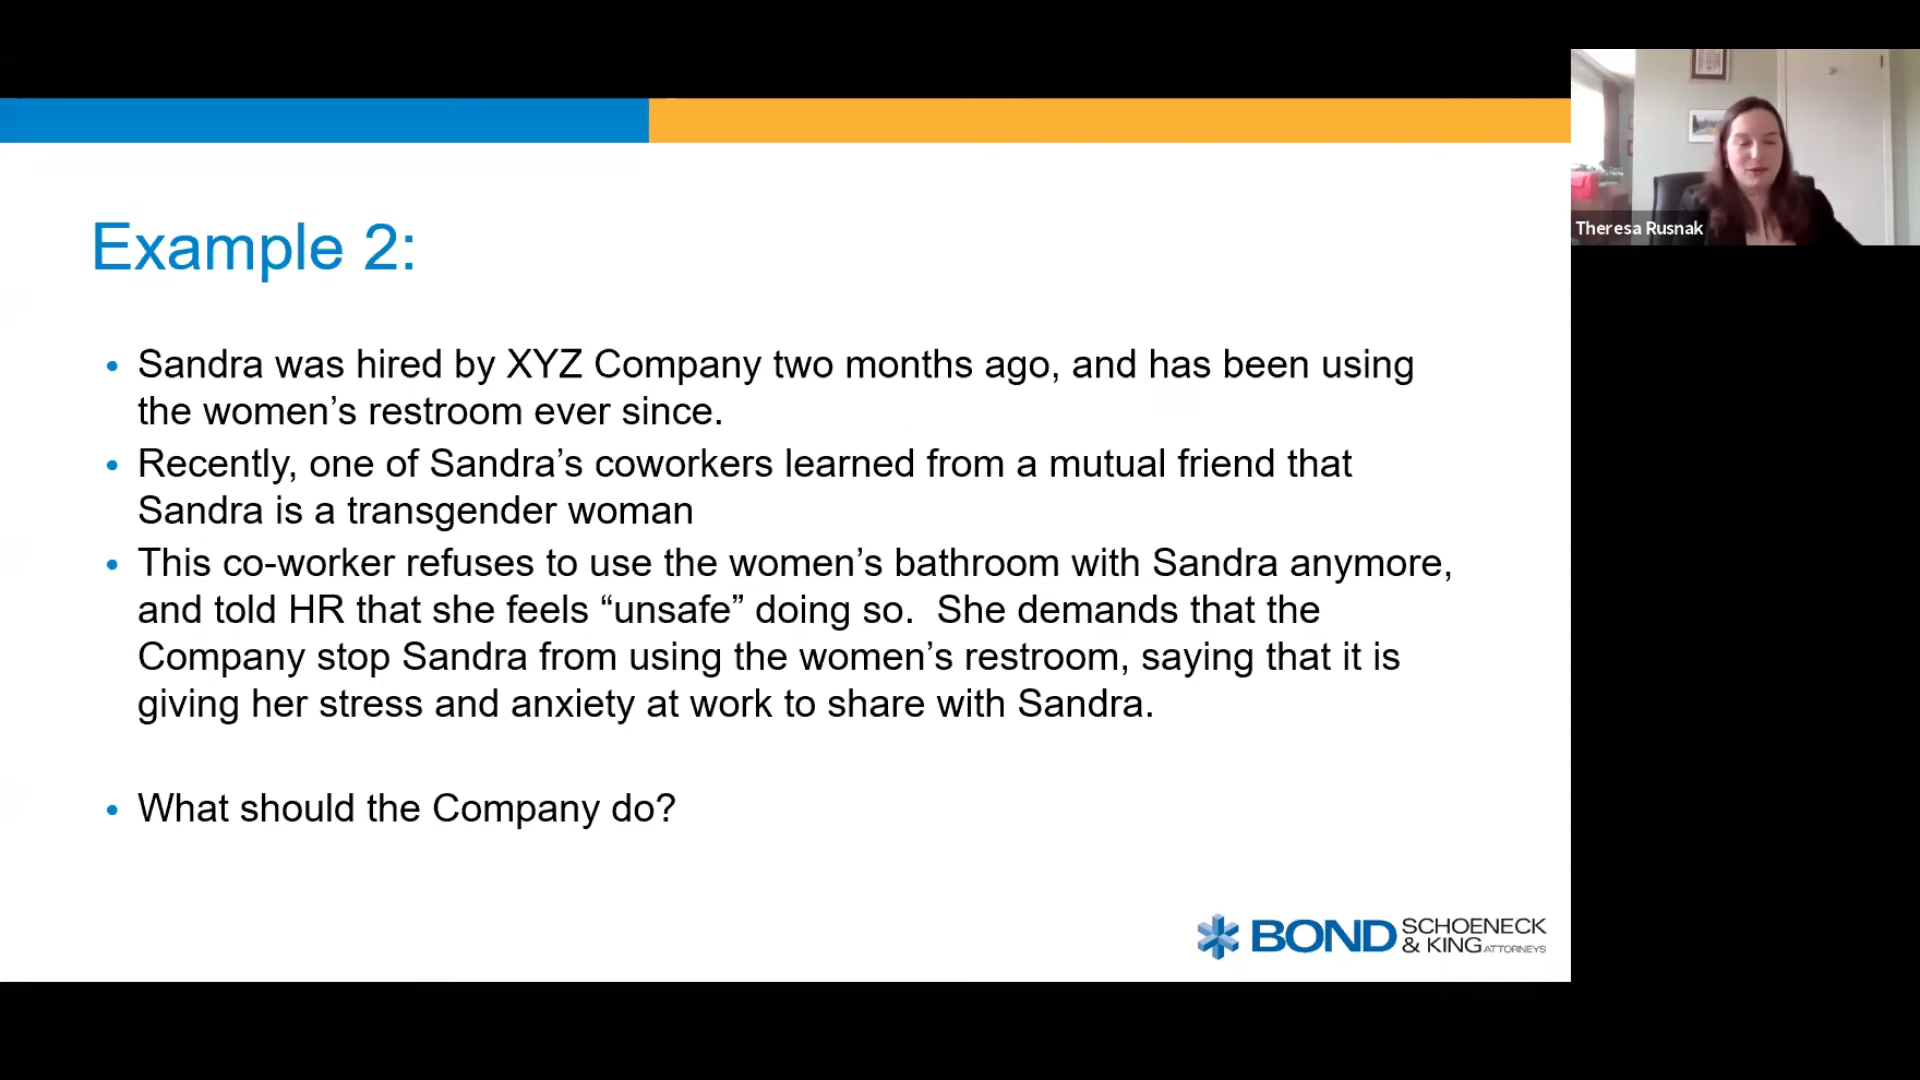 Example 2:
• Sandra was hired by XYZ Company two months ago, and has been using
the women’s restroom ever since.
• Recently, one of Sandra’s coworkers learned from a mutual friend that
Sandra is a transgender woman
• This co-worker refuses to use the women’s bathroom with Sandra anymore,
and told HR that she feels “unsafe” doing so.  She demands that the
Company stop Sandra from using the women’s restroom, saying that it is
giving her stress and anxiety at work to share with Sandra.
• What should the Company do?
BOND SCHOENECK
& KING ATTORNEYS
Theresa Rusnak